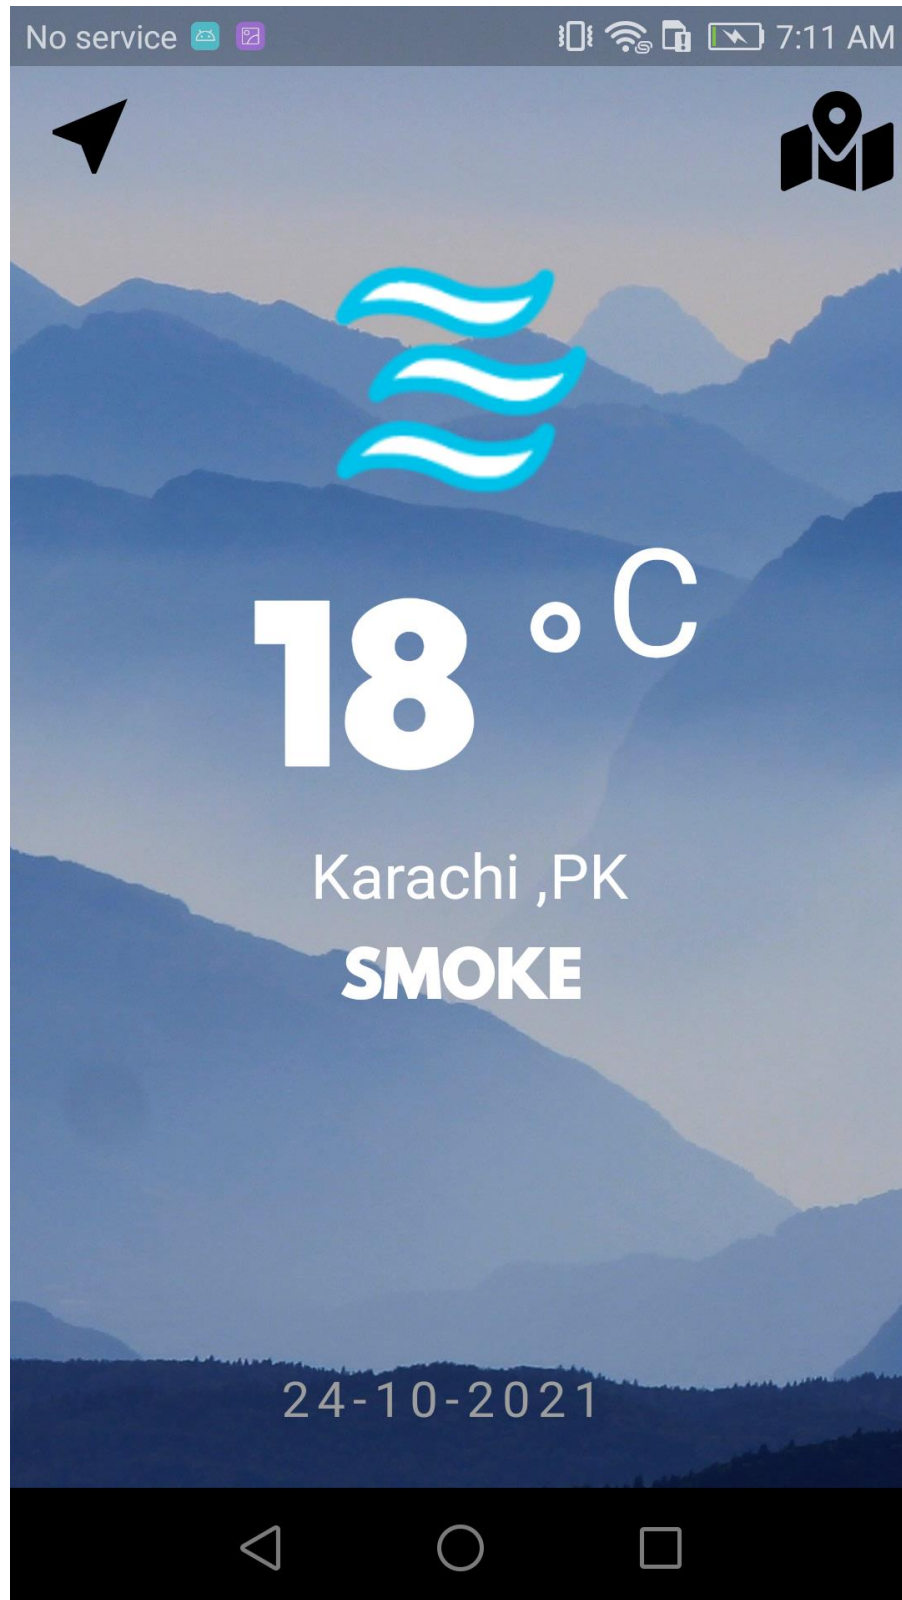 No service 7:11 AM
18 °C
Karachi ,PK
SMOKE
24-10-2021